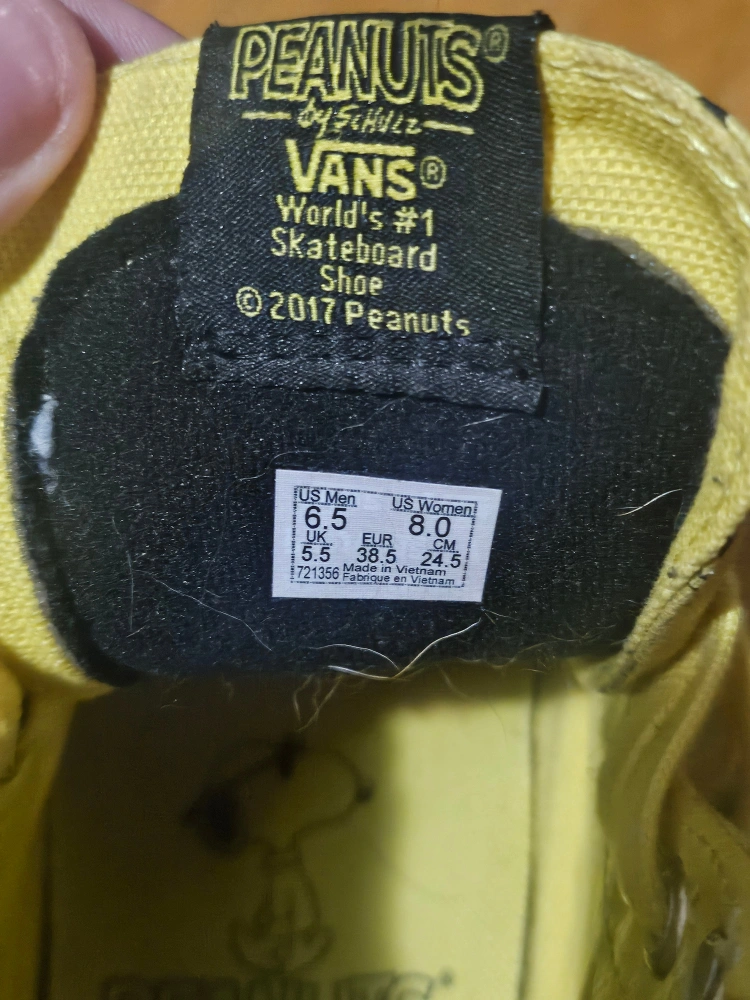 PEANUTS®
by SCHULZ
VANS®
World's #1
Skateboard
Shoe
© 2017 Peanuts
US Men US Women
6.5 8.0
UK EUR CM
5.5 38.5 24.5
721356 Made in Vietnam
Fabrique en Vietnam
PEANUTS®